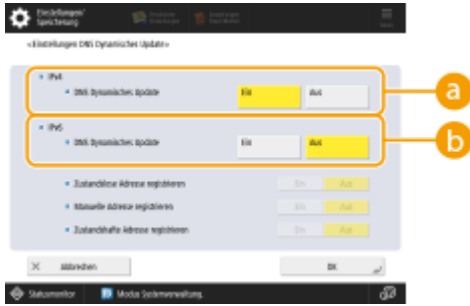 Einstellungen/
Speicherung
<Einstellungen DNS Dynamisches Update>
IPv4
DNS Dynamisches Update
Ein
Aus
a
IPv6
DNS Dynamisches Update
Ein
Aus
b
Zustandslose Adresse registrieren
Ein
Aus
Manuelle Adresse registrieren
Ein
Aus
Zustandshafte Adresse registrieren
Ein
Aus
Abbrechen
OK
Statusmonitor
Modus Systemverwaltung.